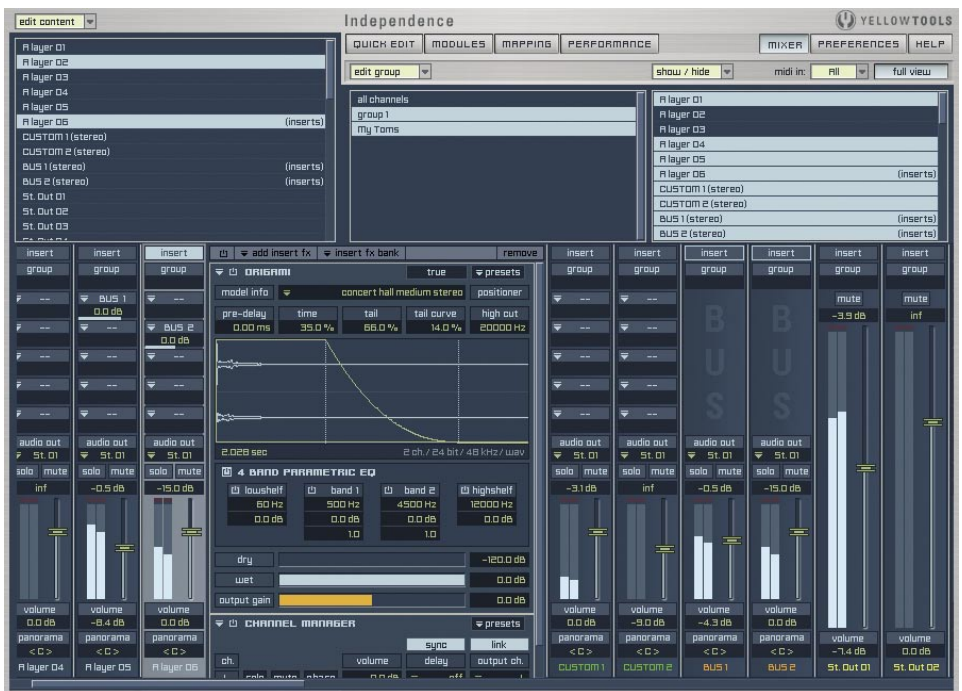 edit content
Independence
YELLOWTOOLS
QUICK EDIT MODULES MAPPING PERFORMANCE MIXER PREFERENCES HELP
edit group show / hide midi in: All full view
A layer 01
A layer 02
A layer 03
A layer 04
A layer 05
A layer 06 (inserts)
CUSTOM 1 (stereo)
CUSTOM 2 (stereo)
BUS 1 (stereo) (inserts)
BUS 2 (stereo) (inserts)
St. Out 01
St. Out 02
St. Out 03
all channels
group 1
My Toms
A layer 01
A layer 02
A layer 03
A layer 04
A layer 05
A layer 06 (inserts)
CUSTOM 1 (stereo)
CUSTOM 2 (stereo)
BUS 1 (stereo) (inserts)
BUS 2 (stereo) (inserts)
insert insert insert add insert fx insert fx bank remove insert insert insert insert insert insert
group group group ORIGAMI true presets group group group group group group
model info concert hall medium stereo positioner
-- BUS 1 -- -- -- mute mute
0.0 dB -3.9 dB inf
pre-delay time tail tail curve high cut
0.00 ms 35.0 % 66.0 % 14.0 % 20000 Hz
-- -- BUS 2 -- --
0.0 dB
-- -- -- -- --
-- -- -- -- --
-- -- -- -- --
BUS BUS
audio out audio out audio out audio out audio out audio out audio out
St. 01 St. 01 St. 01 2.028 sec 2 ch. / 24 bit / 48 kHz / wav St. 01 St. 01 St. 01 St. 01
solo mute solo mute solo mute 4 BAND PARAMETRIC EQ solo mute solo mute solo mute solo mute
inf -0.5 dB -15.0 dB lowshelf band 1 band 2 highshelf -3.1 dB inf -0.5 dB -15.0 dB
60 Hz 500 Hz 4500 Hz 12000 Hz
0.0 dB 0.0 dB 0.0 dB 0.0 dB
1.0 1.0
dry -120.0 dB
wet 0.0 dB
output gain 0.0 dB
volume volume volume volume volume volume volume
0.0 dB -8.4 dB 0.0 dB CHANNEL MANAGER presets 0.0 dB -9.0 dB -4.3 dB 0.0 dB
panorama panorama panorama sync link panorama panorama panorama panorama volume volume
<C> <C> <C> ch. volume delay output ch. <C> <C> <C> <C> -7.4 dB 0.0 dB
A layer 04 A layer 05 A layer 06 solo mute phase 0.0 dB off CUSTOM 1 CUSTOM 2 BUS 1 BUS 2 St. Out 01 St. Out 02